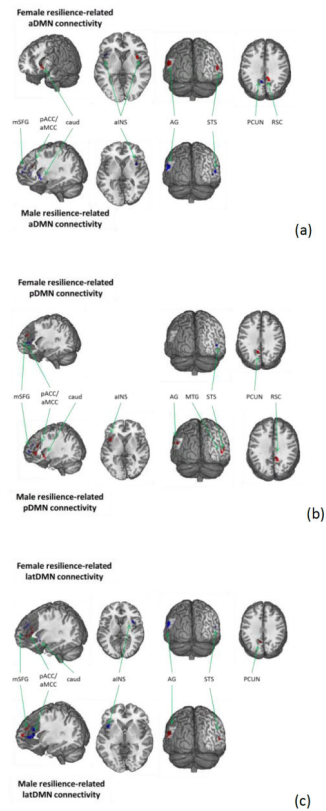 Female resilience-related
aDMN connectivity
mSFG pACC/ aMCC caud aINS AG STS PCUN RSC
Male resilience-related
aDMN connectivity
(a)
Female resilience-related
pDMN connectivity
mSFG pACC/ aMCC caud aINS AG MTG STS PCUN RSC
Male resilience-related
pDMN connectivity
(b)
Female resilience-related
latDMN connectivity
mSFG pACC/ aMCC caud aINS AG STS PCUN
Male resilience-related
latDMN connectivity
(c)